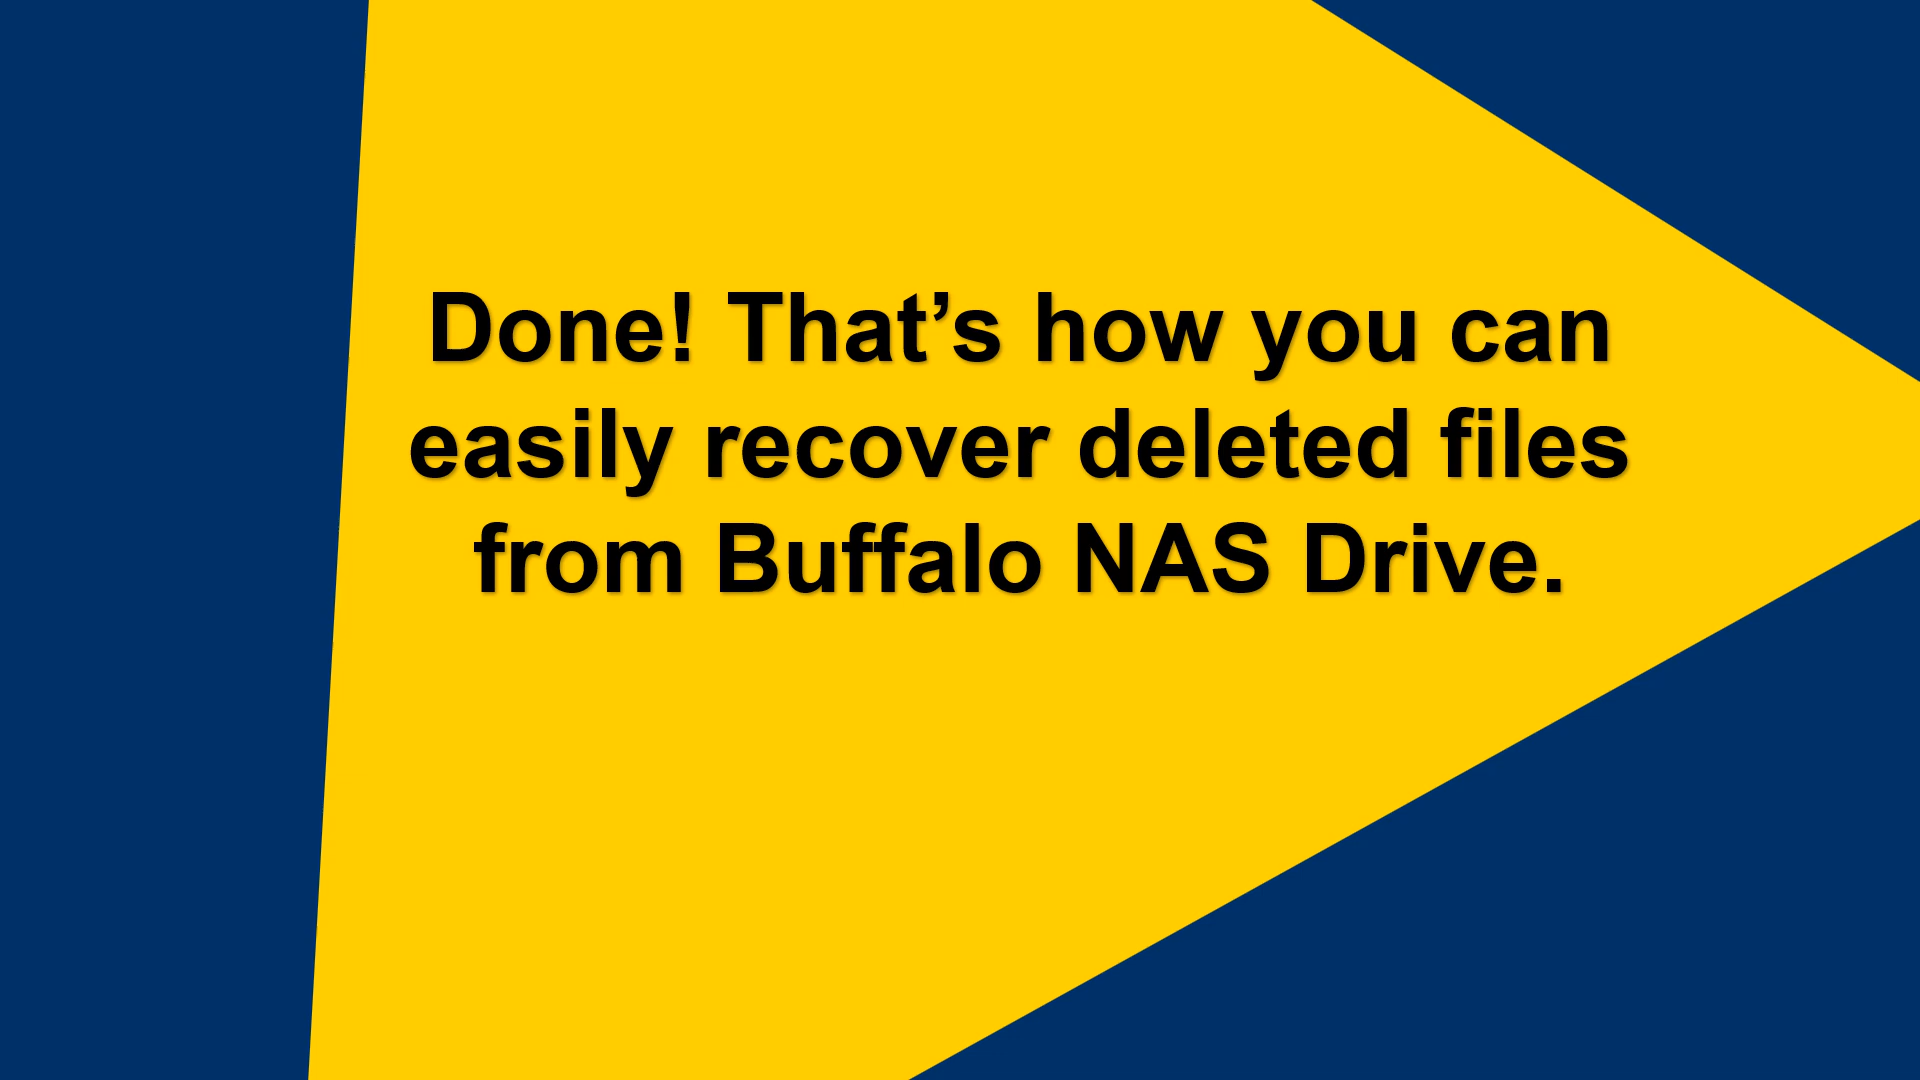 Done! That’s how you can
easily recover deleted files
from Buffalo NAS Drive.